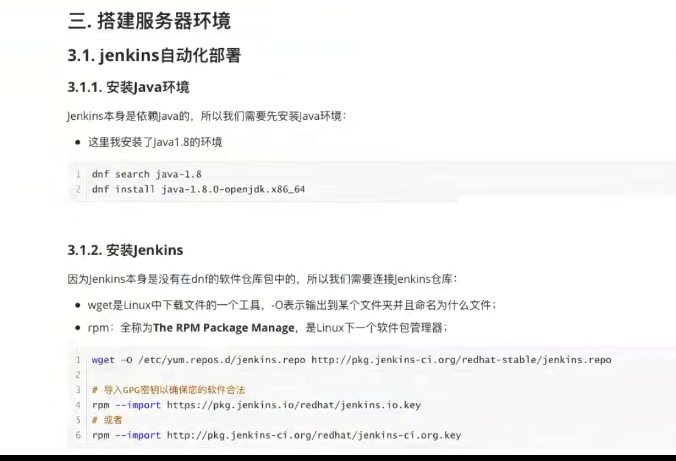 三. 搭建服务器环境
3.1. jenkins自动化部署
3.1.1. 安装Java环境
Jenkins本身是依赖Java的，所以我们需要先安装Java环境：
• 这里我安装了Java1.8的环境
1 dnf search java-1.8
2 dnf install java-1.8.0-openjdk.x86_64
3.1.2. 安装Jenkins
因为Jenkins本身是没有在dnf的软件仓库包中的，所以我们需要连接Jenkins仓库：
• wget是Linux中下载文件的一个工具，-O表示输出到某个文件夹并且命名为什么文件；
• rpm：全称为The RPM Package Manage，是Linux下一个软件包管理器；
1 wget -O /etc/yum.repos.d/jenkins.repo http://pkg.jenkins-ci.org/redhat-stable/jenkins.repo
2
3 # 导入GPG密钥以确保您的软件合法
4 rpm --import https://pkg.jenkins.io/redhat/jenkins.io.key
5 # 或者
6 rpm --import http://pkg.jenkins-ci.org/redhat/jenkins-ci.org.key